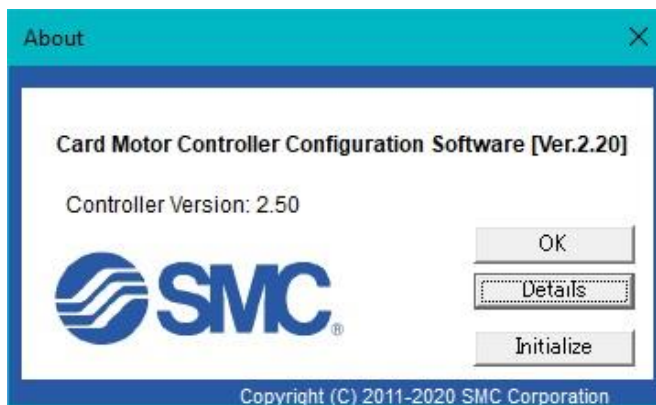 About
Card Motor Controller Configuration Software [Ver.2.20]
Controller Version: 2.50
OK
SMC®
Details
Initialize
Copyright (C) 2011-2020 SMC Corporation